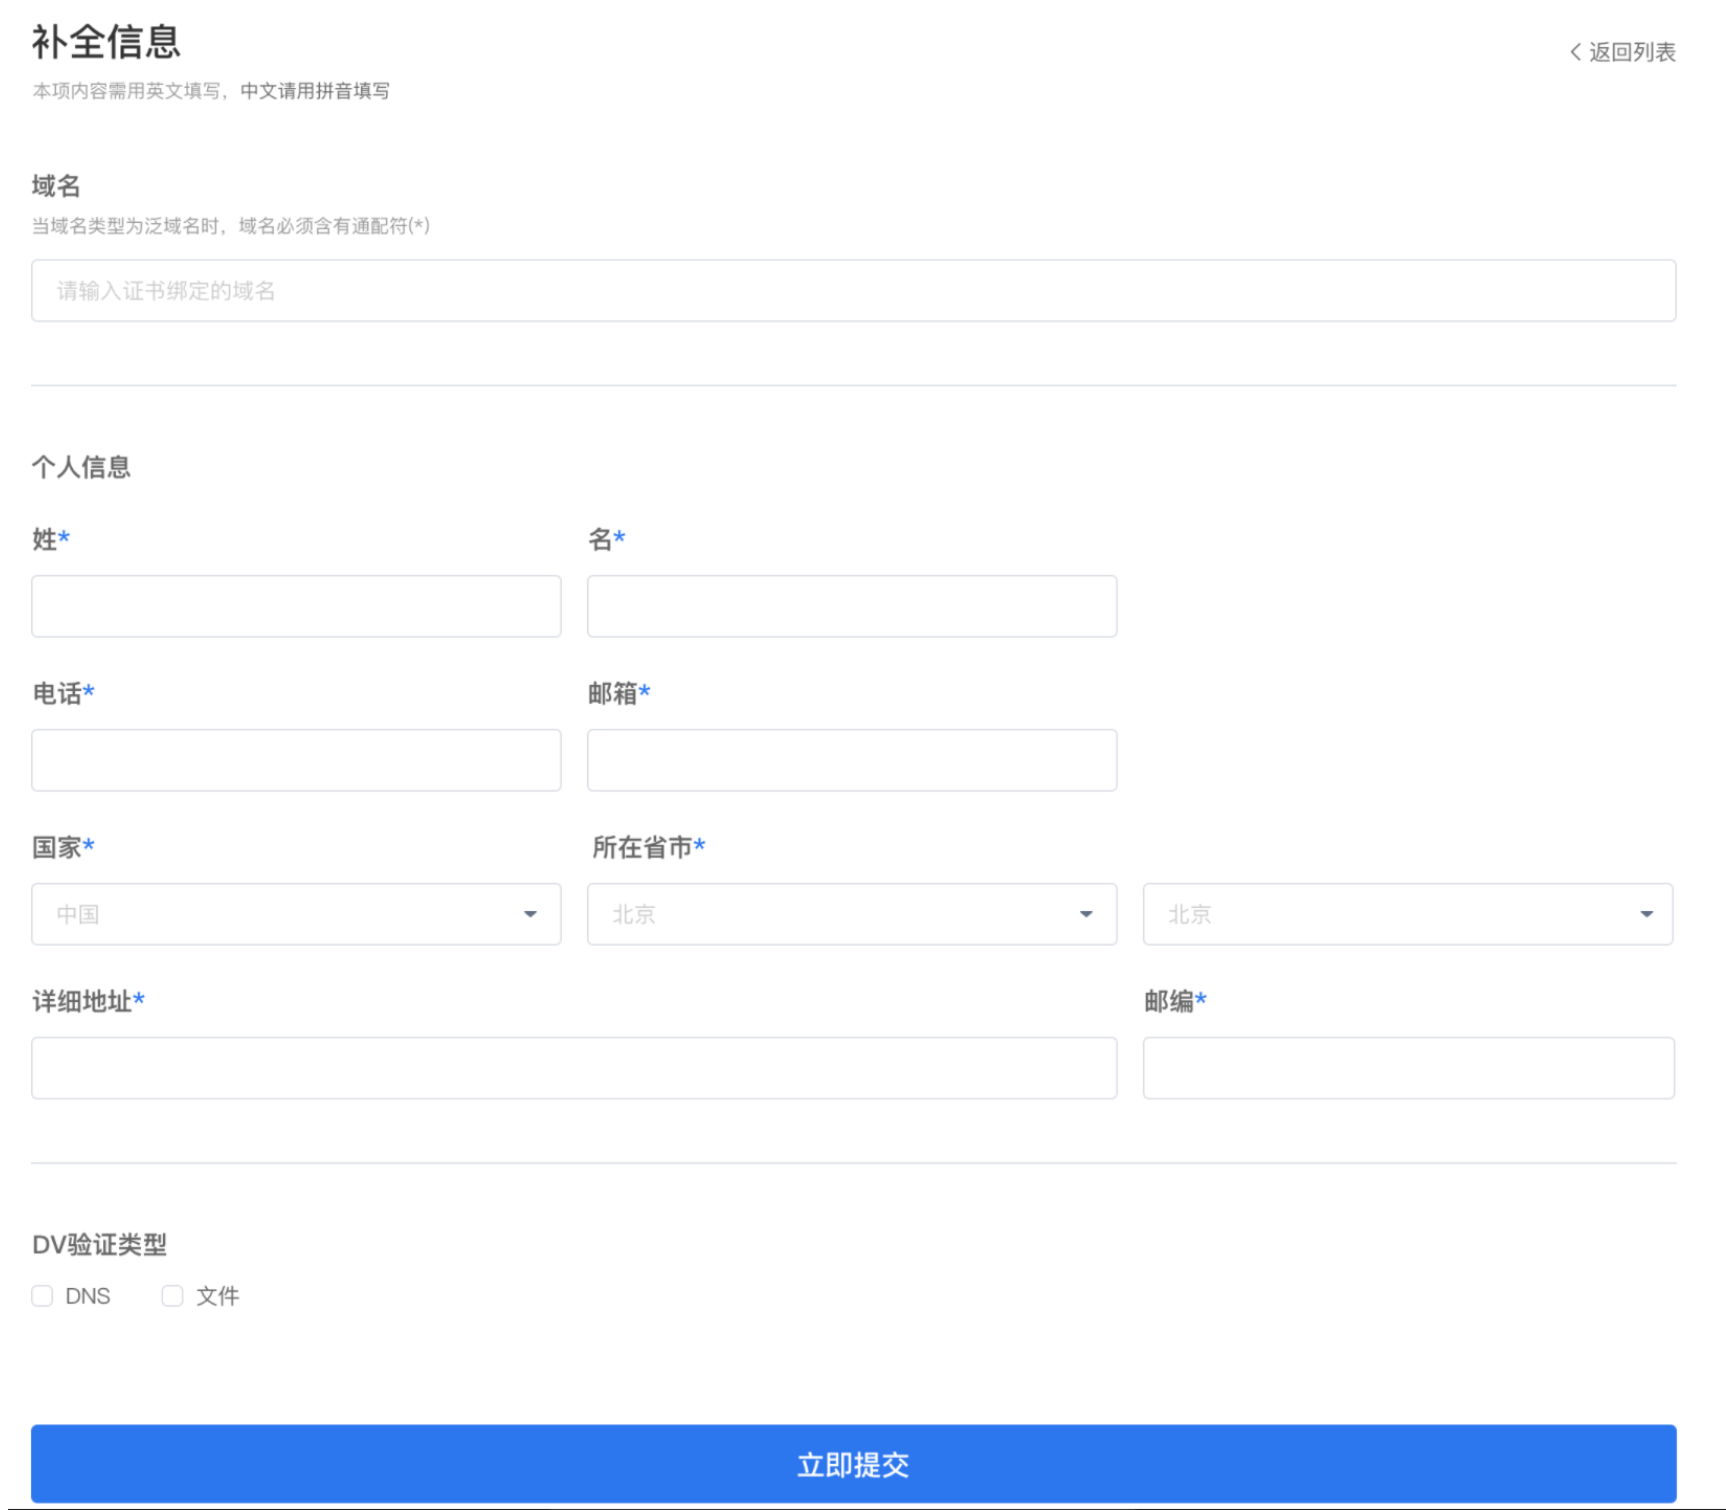 补全信息
< 返回列表
本项内容需用英文填写，中文请用拼音填写
域名
当域名类型为泛域名时，域名必须含有通配符(*)
请输入证书绑定的域名
个人信息
姓* 名*
电话* 邮箱*
国家* 所在省市*
中国 北京 北京
详细地址* 邮编*
DV验证类型
DNS 文件
立即提交